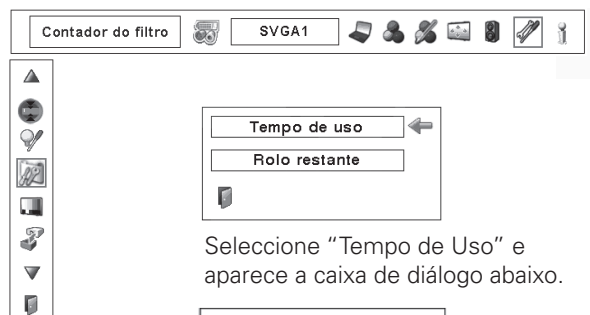 Contador do filtro
SVGA1
Tempo de uso
Rolo restante
Seleccione “Tempo de Uso” e
aparece a caixa de diálogo abaixo.